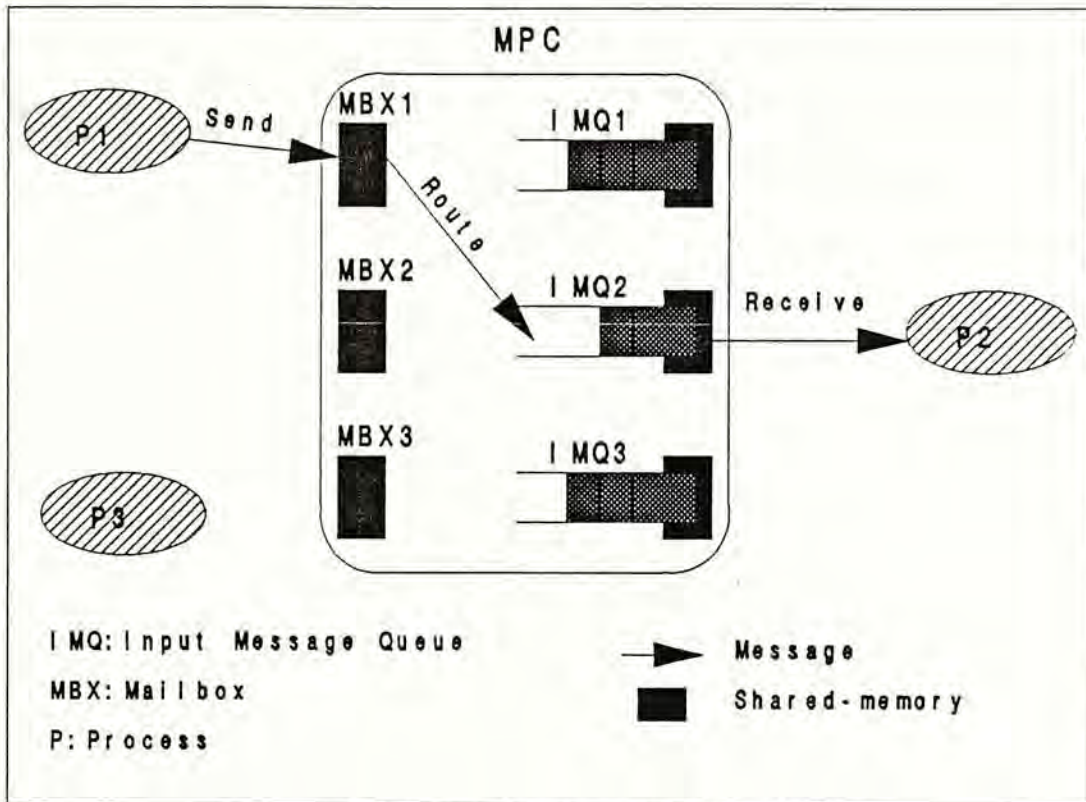 MPC
MBX1
IMQ1
P1
Send
Route
MBX2
IMQ2
Receive
P2
MBX3
IMQ3
P3
IMQ: Input Message Queue
MBX: Mailbox
P: Process
Message
Shared-memory